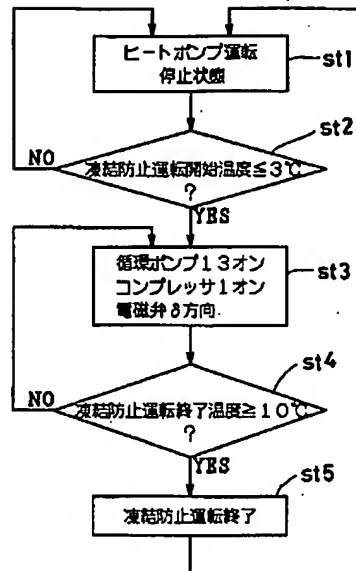 ヒートポンプ運転
停止状態
st1
st2
凍結防止運転開始温度≦3℃
?
NO
YES
循環ポンプ13オン
コンプレッサ1オン
電磁弁δ方向
st3
st4
凍結防止運転終了温度≧10℃
?
NO
YES
st5
凍結防止運転終了